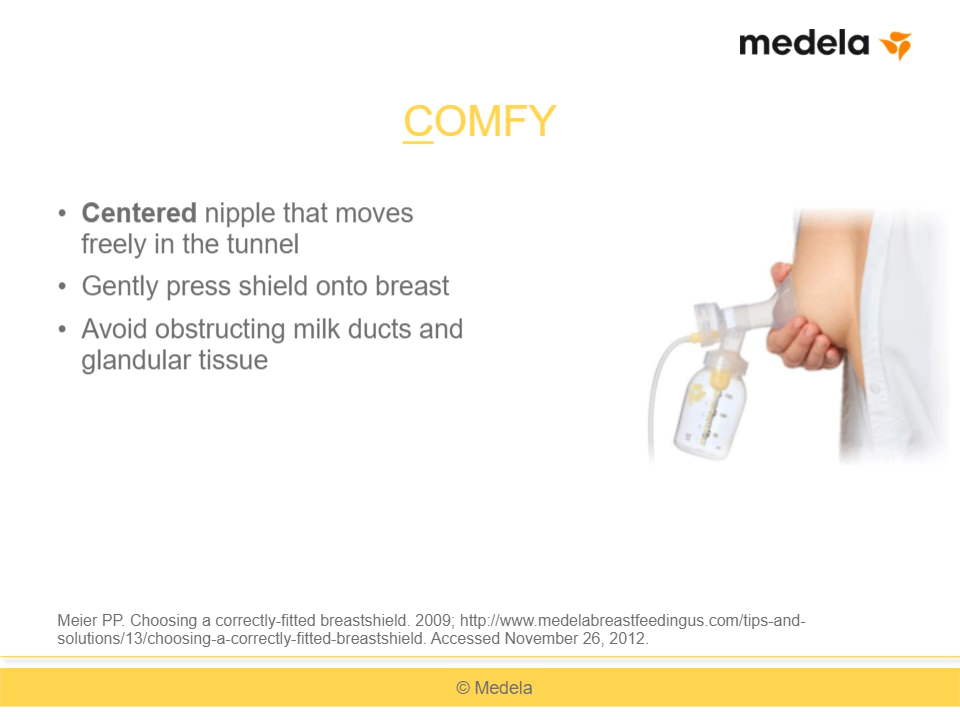 medela
COMFY
• Centered nipple that moves
freely in the tunnel
• Gently press shield onto breast
• Avoid obstructing milk ducts and
glandular tissue
Meier PP. Choosing a correctly-fitted breastshield. 2009; http://www.medelabreastfeedingus.com/tips-and-
solutions/13/choosing-a-correctly-fitted-breastshield. Accessed November 26, 2012.
© Medela